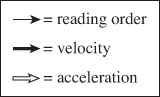 = reading order
= velocity
= acceleration